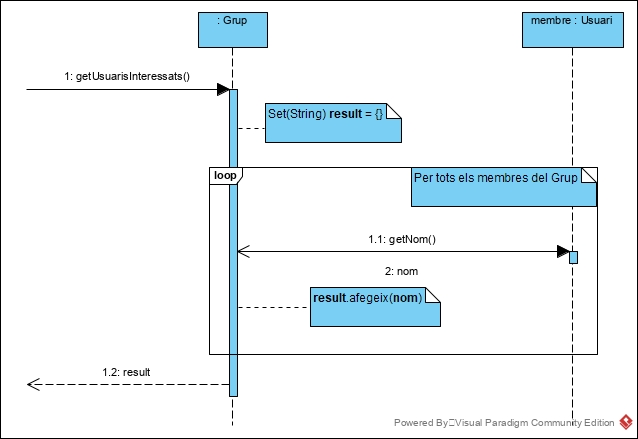 : Grup
membre : Usuari
1: getUsuarisInteressats()
Set(String) result = {}
loop
Per tots els membres del Grup
1.1: getNom()
2: nom
result.afegeix(nom)
1.2: result
Powered By Visual Paradigm Community Edition